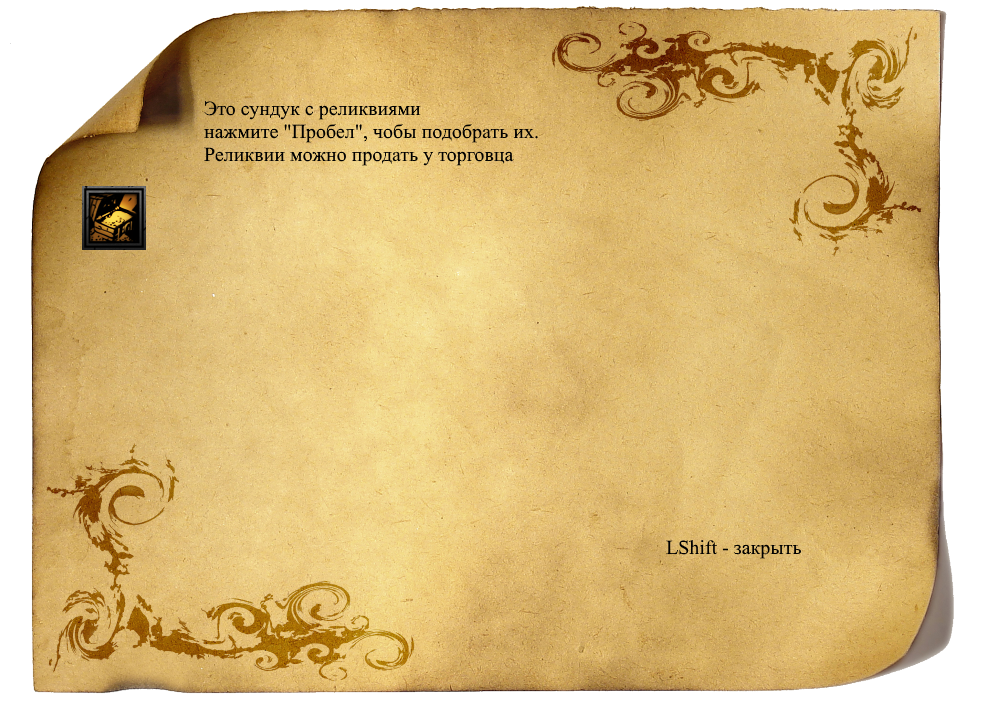 Это сундук с реликвиями
нажмите "Пробел", чобы подобрать их.
Реликвии можно продать у торговца
LShift - закрыть